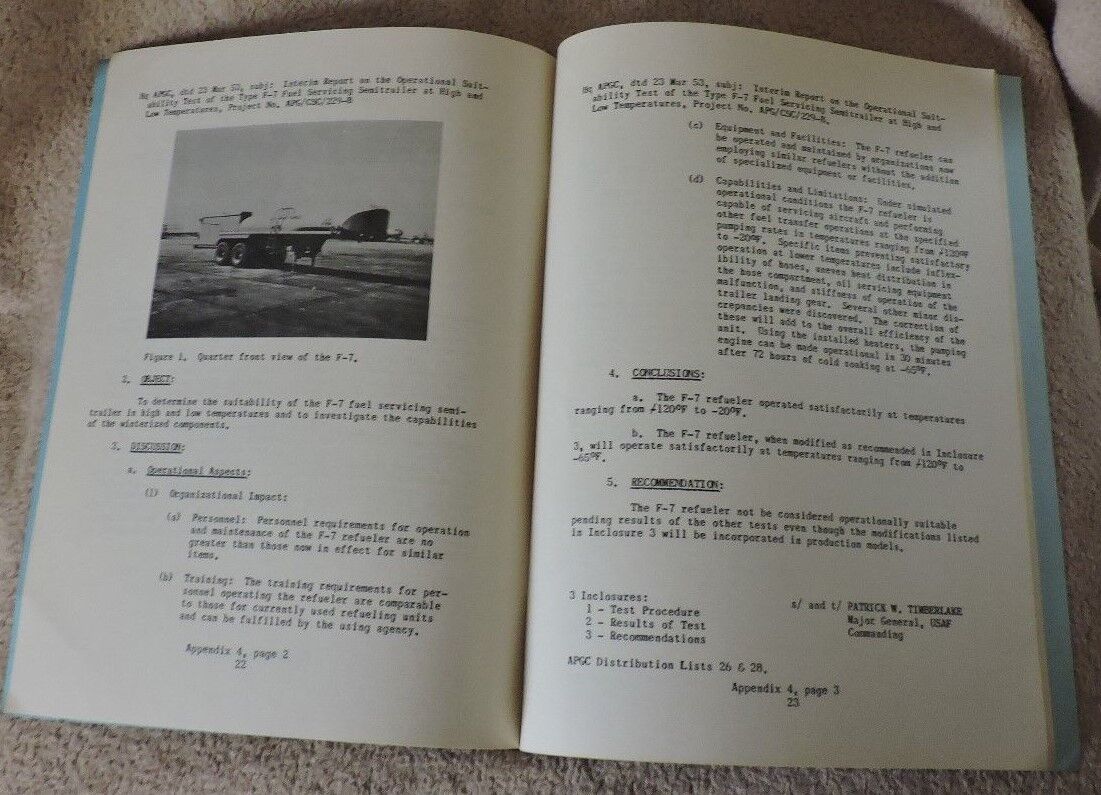 Hq APGC, dtd 23 Mar 53, subj: Interim Report on the Operational Suit-
ability Test of the Type F-7 Fuel Servicing Semitrailer at High and
Low Temperatures, Project No. APG/CSC/229-B
Figure 1. Quarter front view of the F-7.
2. OBJECT:
To determine the suitability of the F-7 fuel servicing semi-
trailer in high and low temperatures and to investigate the capabilities
of the winterized components.
3. DISCUSSION:
a. Operational Aspects:
(1) Organizational Impact:
(a) Personnel: Personnel requirements for operation
and maintenance of the F-7 refueler are no
greater than those now in effect for similar
items.
(b) Training: The training requirements for per-
sonnel operating the refueler are comparable
to those for currently used refueling units
and can be fulfilled by the using agency.
Appendix 4, page 2
22
Hq APGC, dtd 23 Mar 53, subj: Interim Report on the Operational Suit-
ability Test of the Type F-7 Fuel Servicing Semitrailer at High and
Low Temperatures, Project No. APG/CSC/229-B.
(c) Equipment and Facilities: The F-7 refueler can
be operated and maintained by organizations now
employing similar refuelers without the addition
of specialized equipment or facilities.
(d) Capabilities and Limitations: Under simulated
operational conditions the F-7 refueler is
capable of servicing aircraft and performing
other fuel transfer operations at the specified
pumping rates in temperatures ranging from +120ºF
to -20ºF. Specific items preventing satisfactory
operation at lower temperatures include inflex-
ibility of hoses, uneven heat distribution in
the hose compartment, oil servicing equipment
malfunction, and stiffness of operation of the
trailer landing gear. Several other minor dis-
crepancies were discovered. The correction of
these will add to the overall efficiency of the
unit. Using the installed heaters, the pumping
engine can be made operational in 30 minutes
after 72 hours of cold soaking at -65ºF.
4. CONCLUSIONS:
a. The F-7 refueler operated satisfactorily at temperatures
ranging from +120ºF to -20ºF.
b. The F-7 refueler, when modified as recommended in Inclosure
3, will operate satisfactorily at temperatures ranging from +120ºF to
-65ºF.
5. RECOMMENDATION:
The F-7 refueler not be considered operationally suitable
pending results of the other tests even though the modifications listed
in Inclosure 3 will be incorporated in production models.
3 Inclosures:
1 - Test Procedure
2 - Results of Test
3 - Recommendations
s/ and t/ PATRICK W. TIMBERLAKE
Major General, USAF
Commanding
APGC Distribution Lists 26 & 28.
Appendix 4, page 3
23